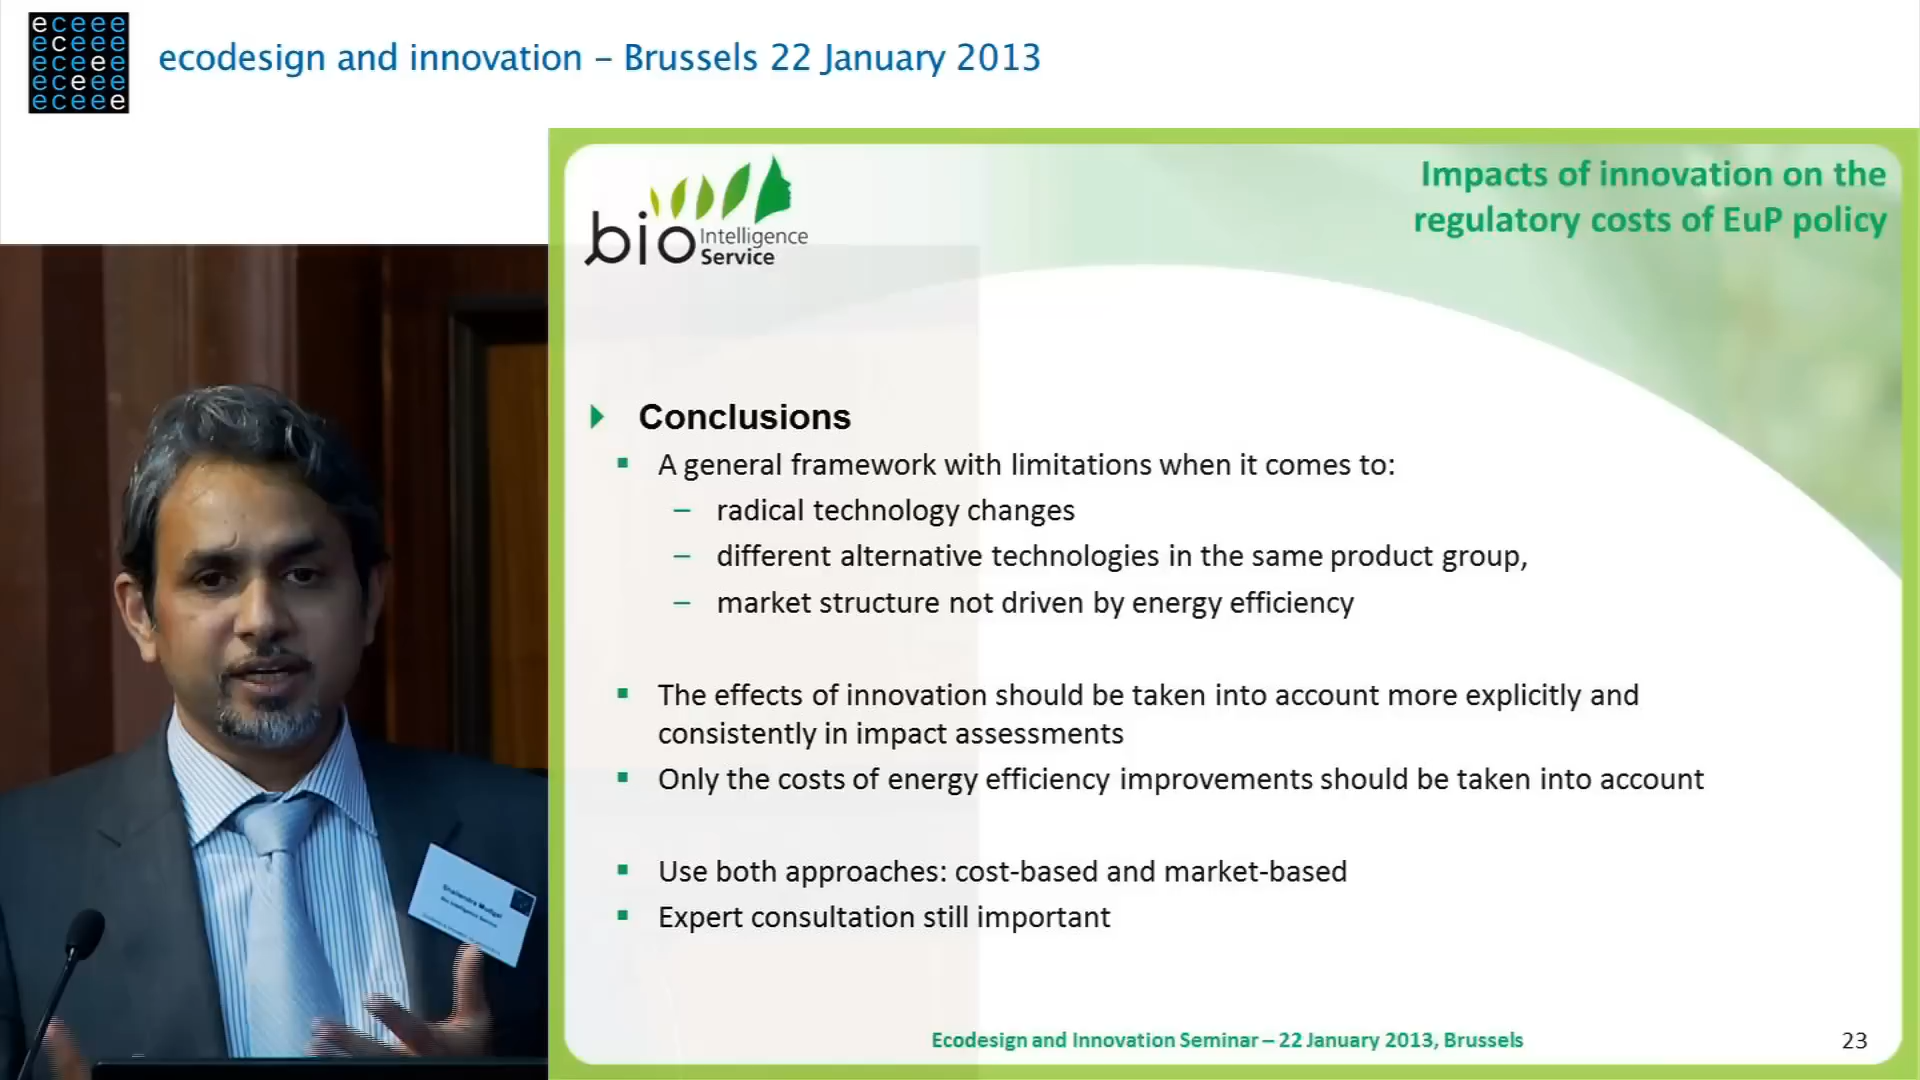 eceee
eceee
eceee
eceee
eceee
ecodesign and innovation – Brussels 22 January 2013
bio Intelligence Service
Impacts of innovation on the
regulatory costs of EuP policy
Conclusions
A general framework with limitations when it comes to:
– radical technology changes
– different alternative technologies in the same product group,
– market structure not driven by energy efficiency
The effects of innovation should be taken into account more explicitly and
consistently in impact assessments
Only the costs of energy efficiency improvements should be taken into account
Use both approaches: cost-based and market-based
Expert consultation still important
Shailendra Mudgal
Bio Intelligence Service
Ecodesign and Innovation Seminar – 22 January 2013, Brussels
23